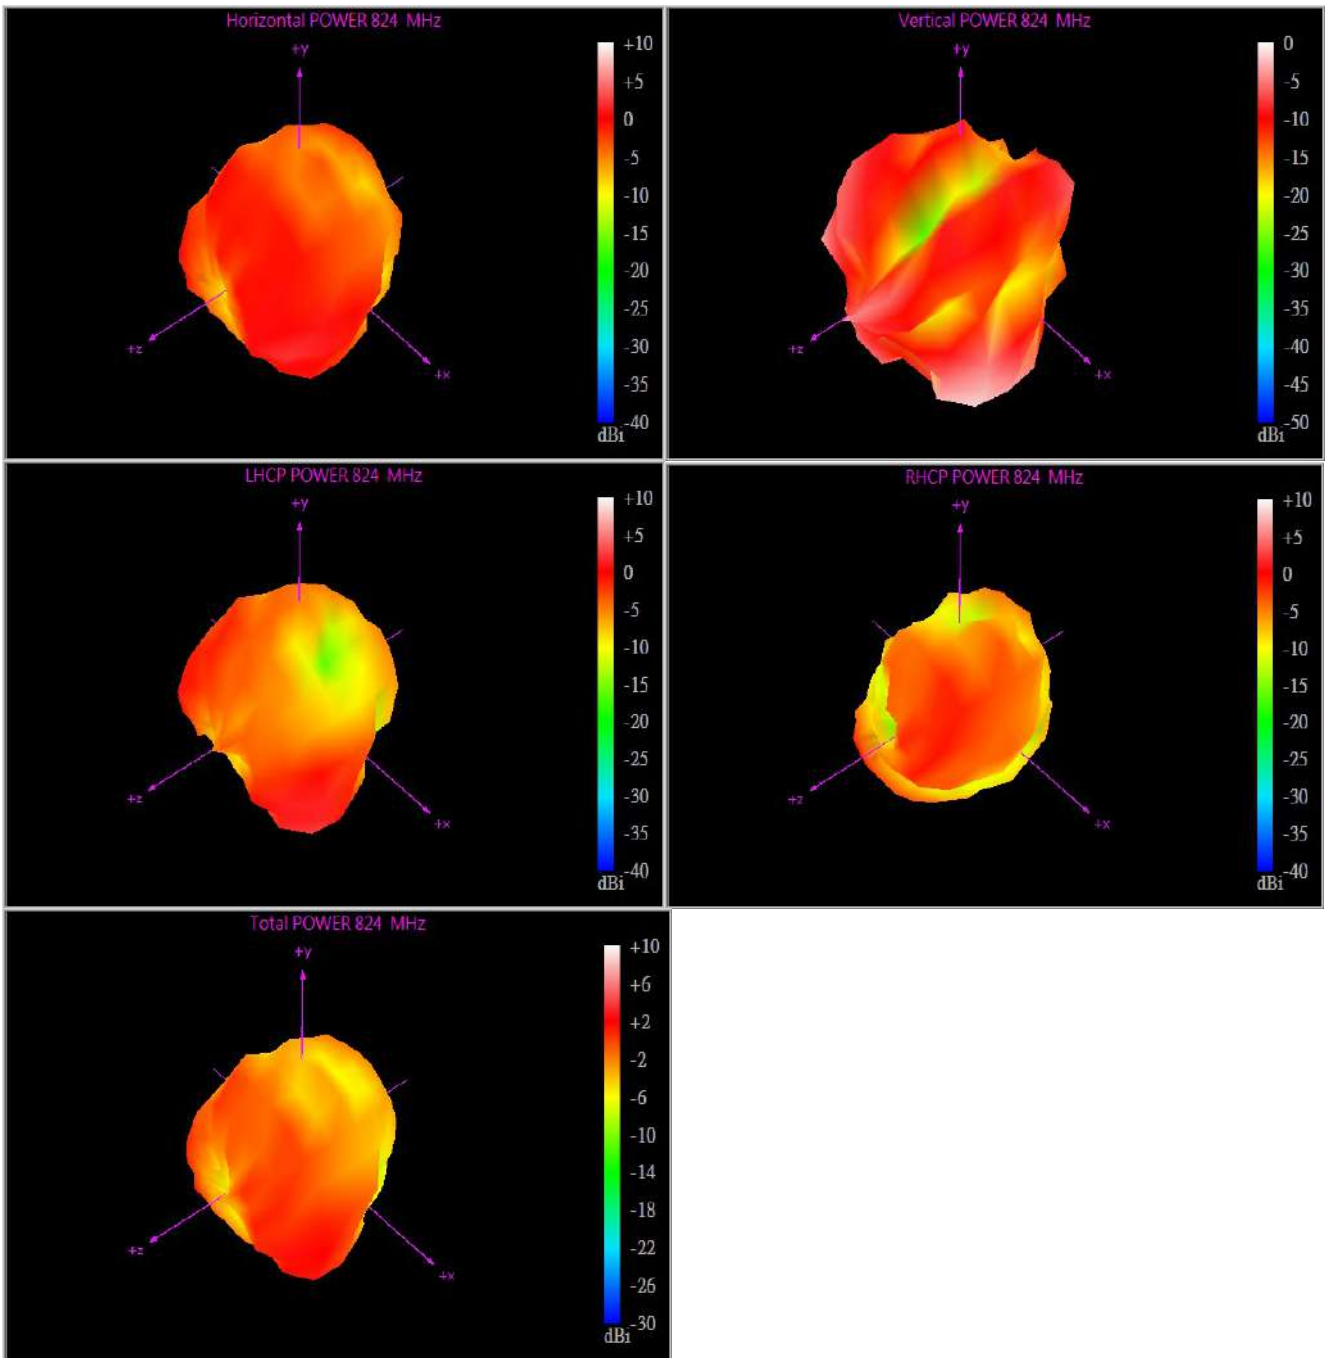 Horizontal POWER 824 MHz
+y
+z
+x
+10
+5
0
-5
-10
-15
-20
-25
-30
-35
-40
dBi
Vertical POWER 824 MHz
+y
+z
+x
0
-5
-10
-15
-20
-25
-30
-35
-40
-45
-50
dBi
LHCP POWER 824 MHz
+y
+z
+x
+10
+5
0
-5
-10
-15
-20
-25
-30
-35
-40
dBi
RHCP POWER 824 MHz
+y
+z
+x
+10
+5
0
-5
-10
-15
-20
-25
-30
-35
-40
dBi
Total POWER 824 MHz
+y
+z
+x
+10
+6
+2
-2
-6
-10
-14
-18
-22
-26
-30
dBi